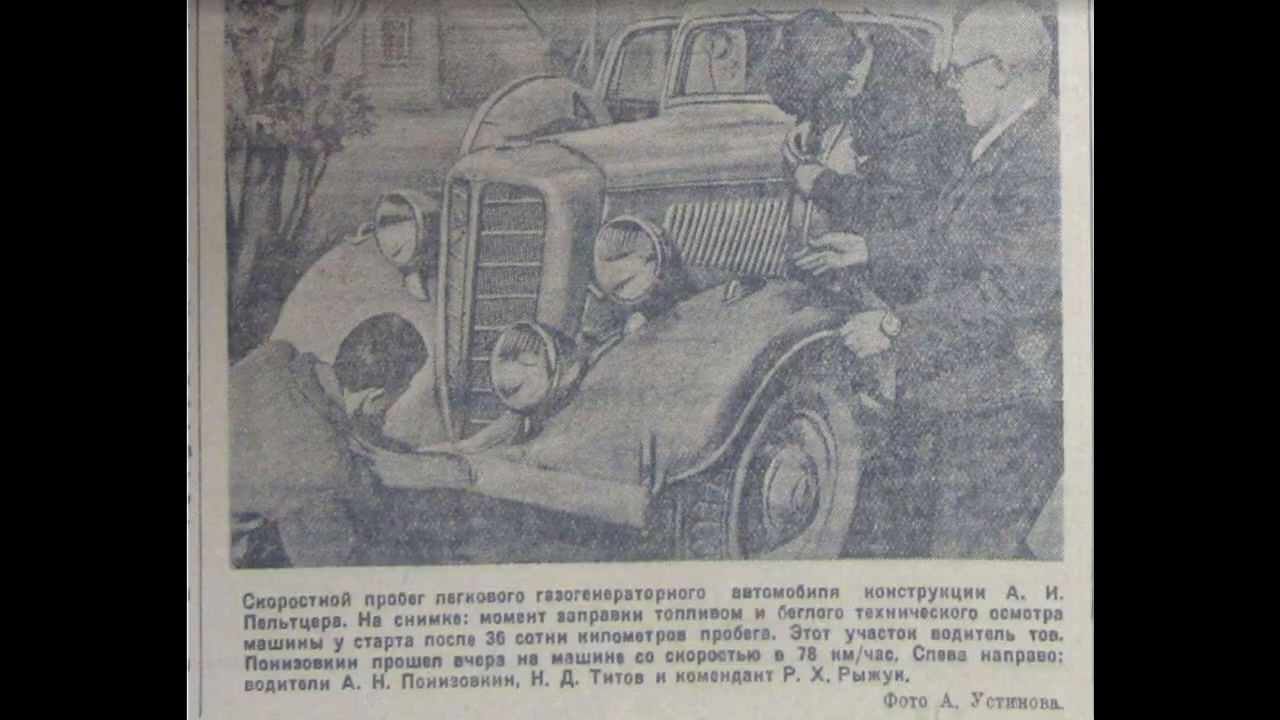 Скоростной пробег легкового газогенераторного автомобиля конструкции А. И.
Пельтцера. На снимке: момент заправки топливом и беглого технического осмотра
машины у старта после 36 сотни километров пробега. Этот участок водитель тов.
Понизовкин прошел вчера на машине со скоростью в 78 км/час. Слева направо:
водители А. Н. Понизовкин, Н. Д. Титов и комендант Р. Х. Рыжук.
Фото А. Устинова.